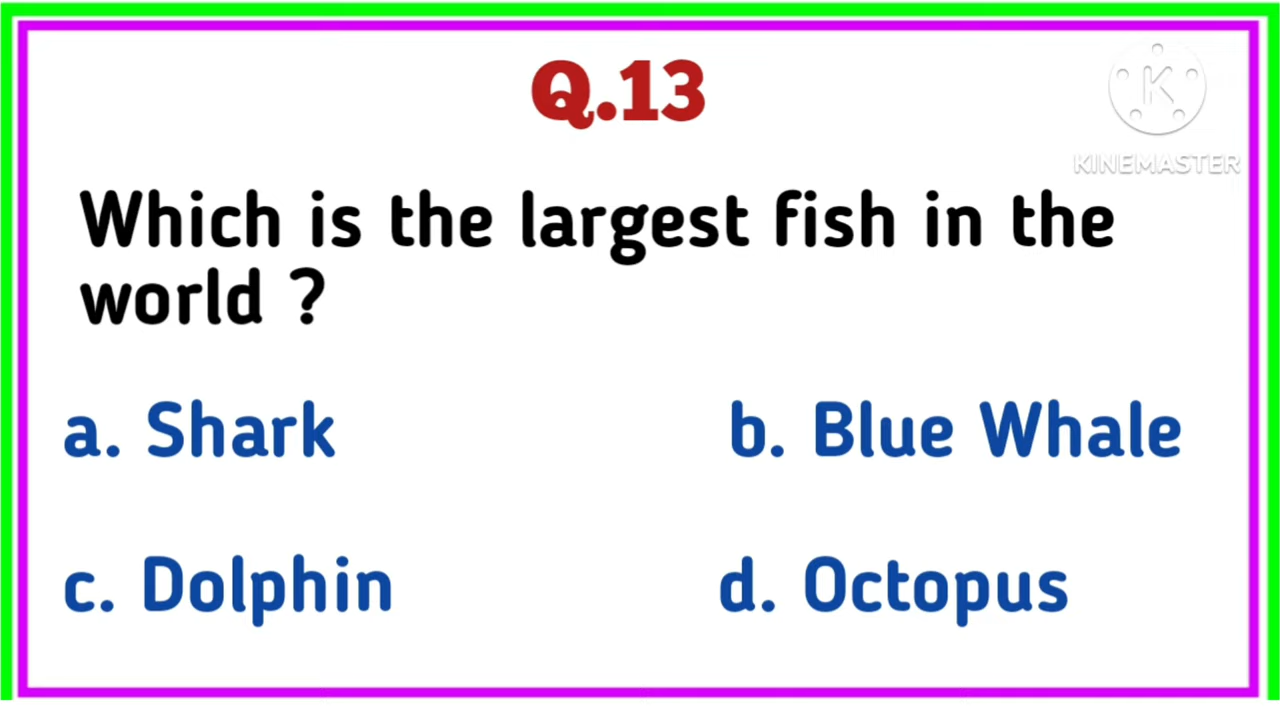 Q.13
KINEMASTER
Which is the largest fish in the
world ?
a. Shark
b. Blue Whale
c. Dolphin
d. Octopus